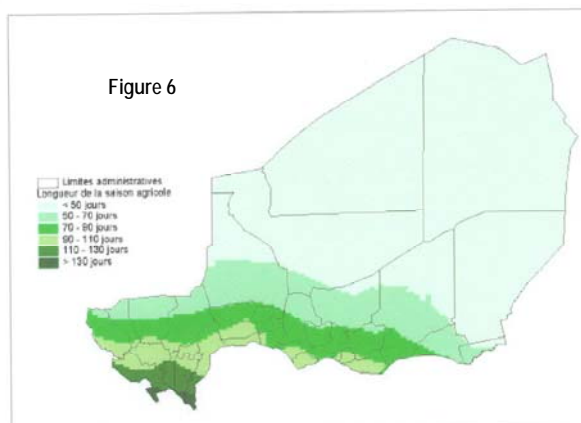 Figure 6
Limites administratives
Longueur de la saison agricole
< 50 jours
50 - 70 jours
70 - 80 jours
90 - 110 jours
110 - 130 jours
> 130 jours